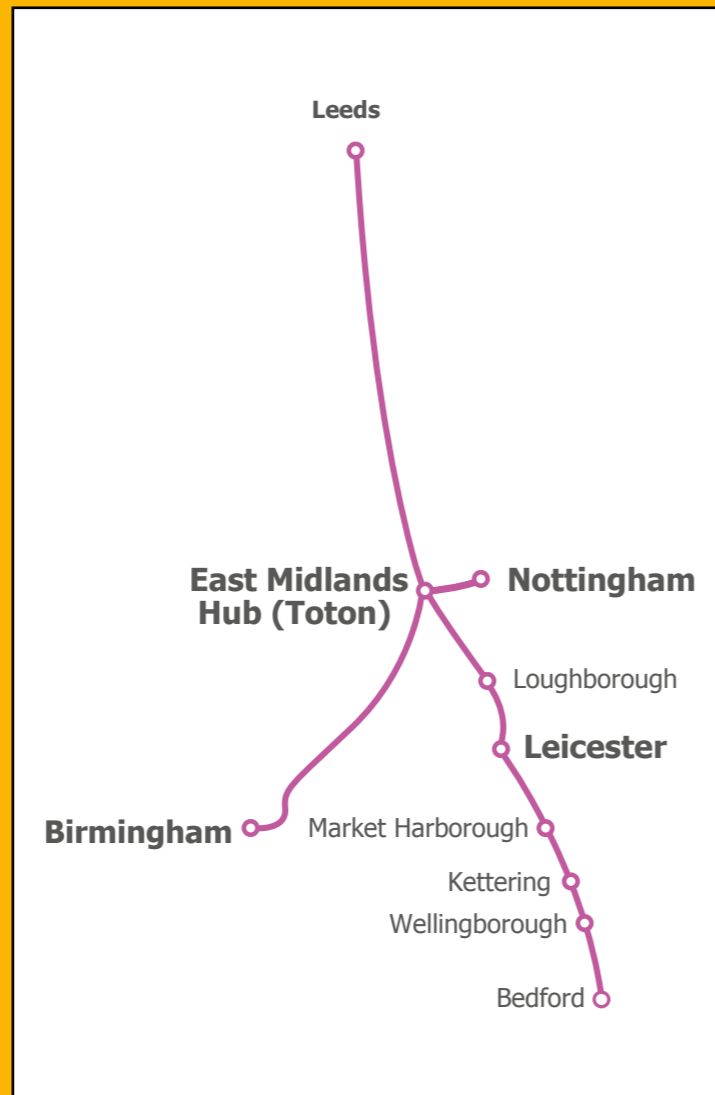 Leeds
East Midlands
Hub (Toton)
Nottingham
Loughborough
Leicester
Birmingham
Market Harborough
Kettering
Wellingborough
Bedford